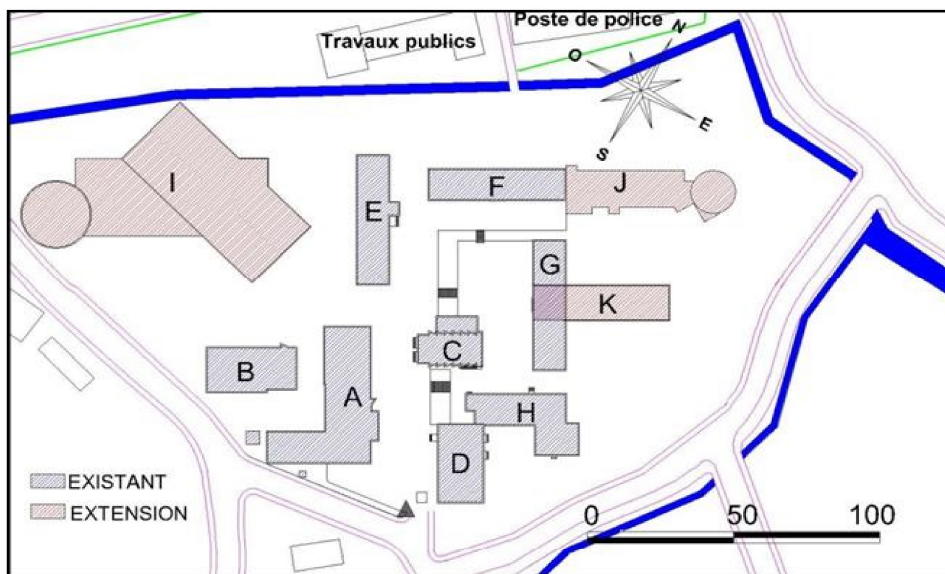 Poste de police
Travaux publics
N
O
E
S
I
F
J
E
G
K
C
B
A
H
D
EXISTANT
EXTENSION
0 50 100